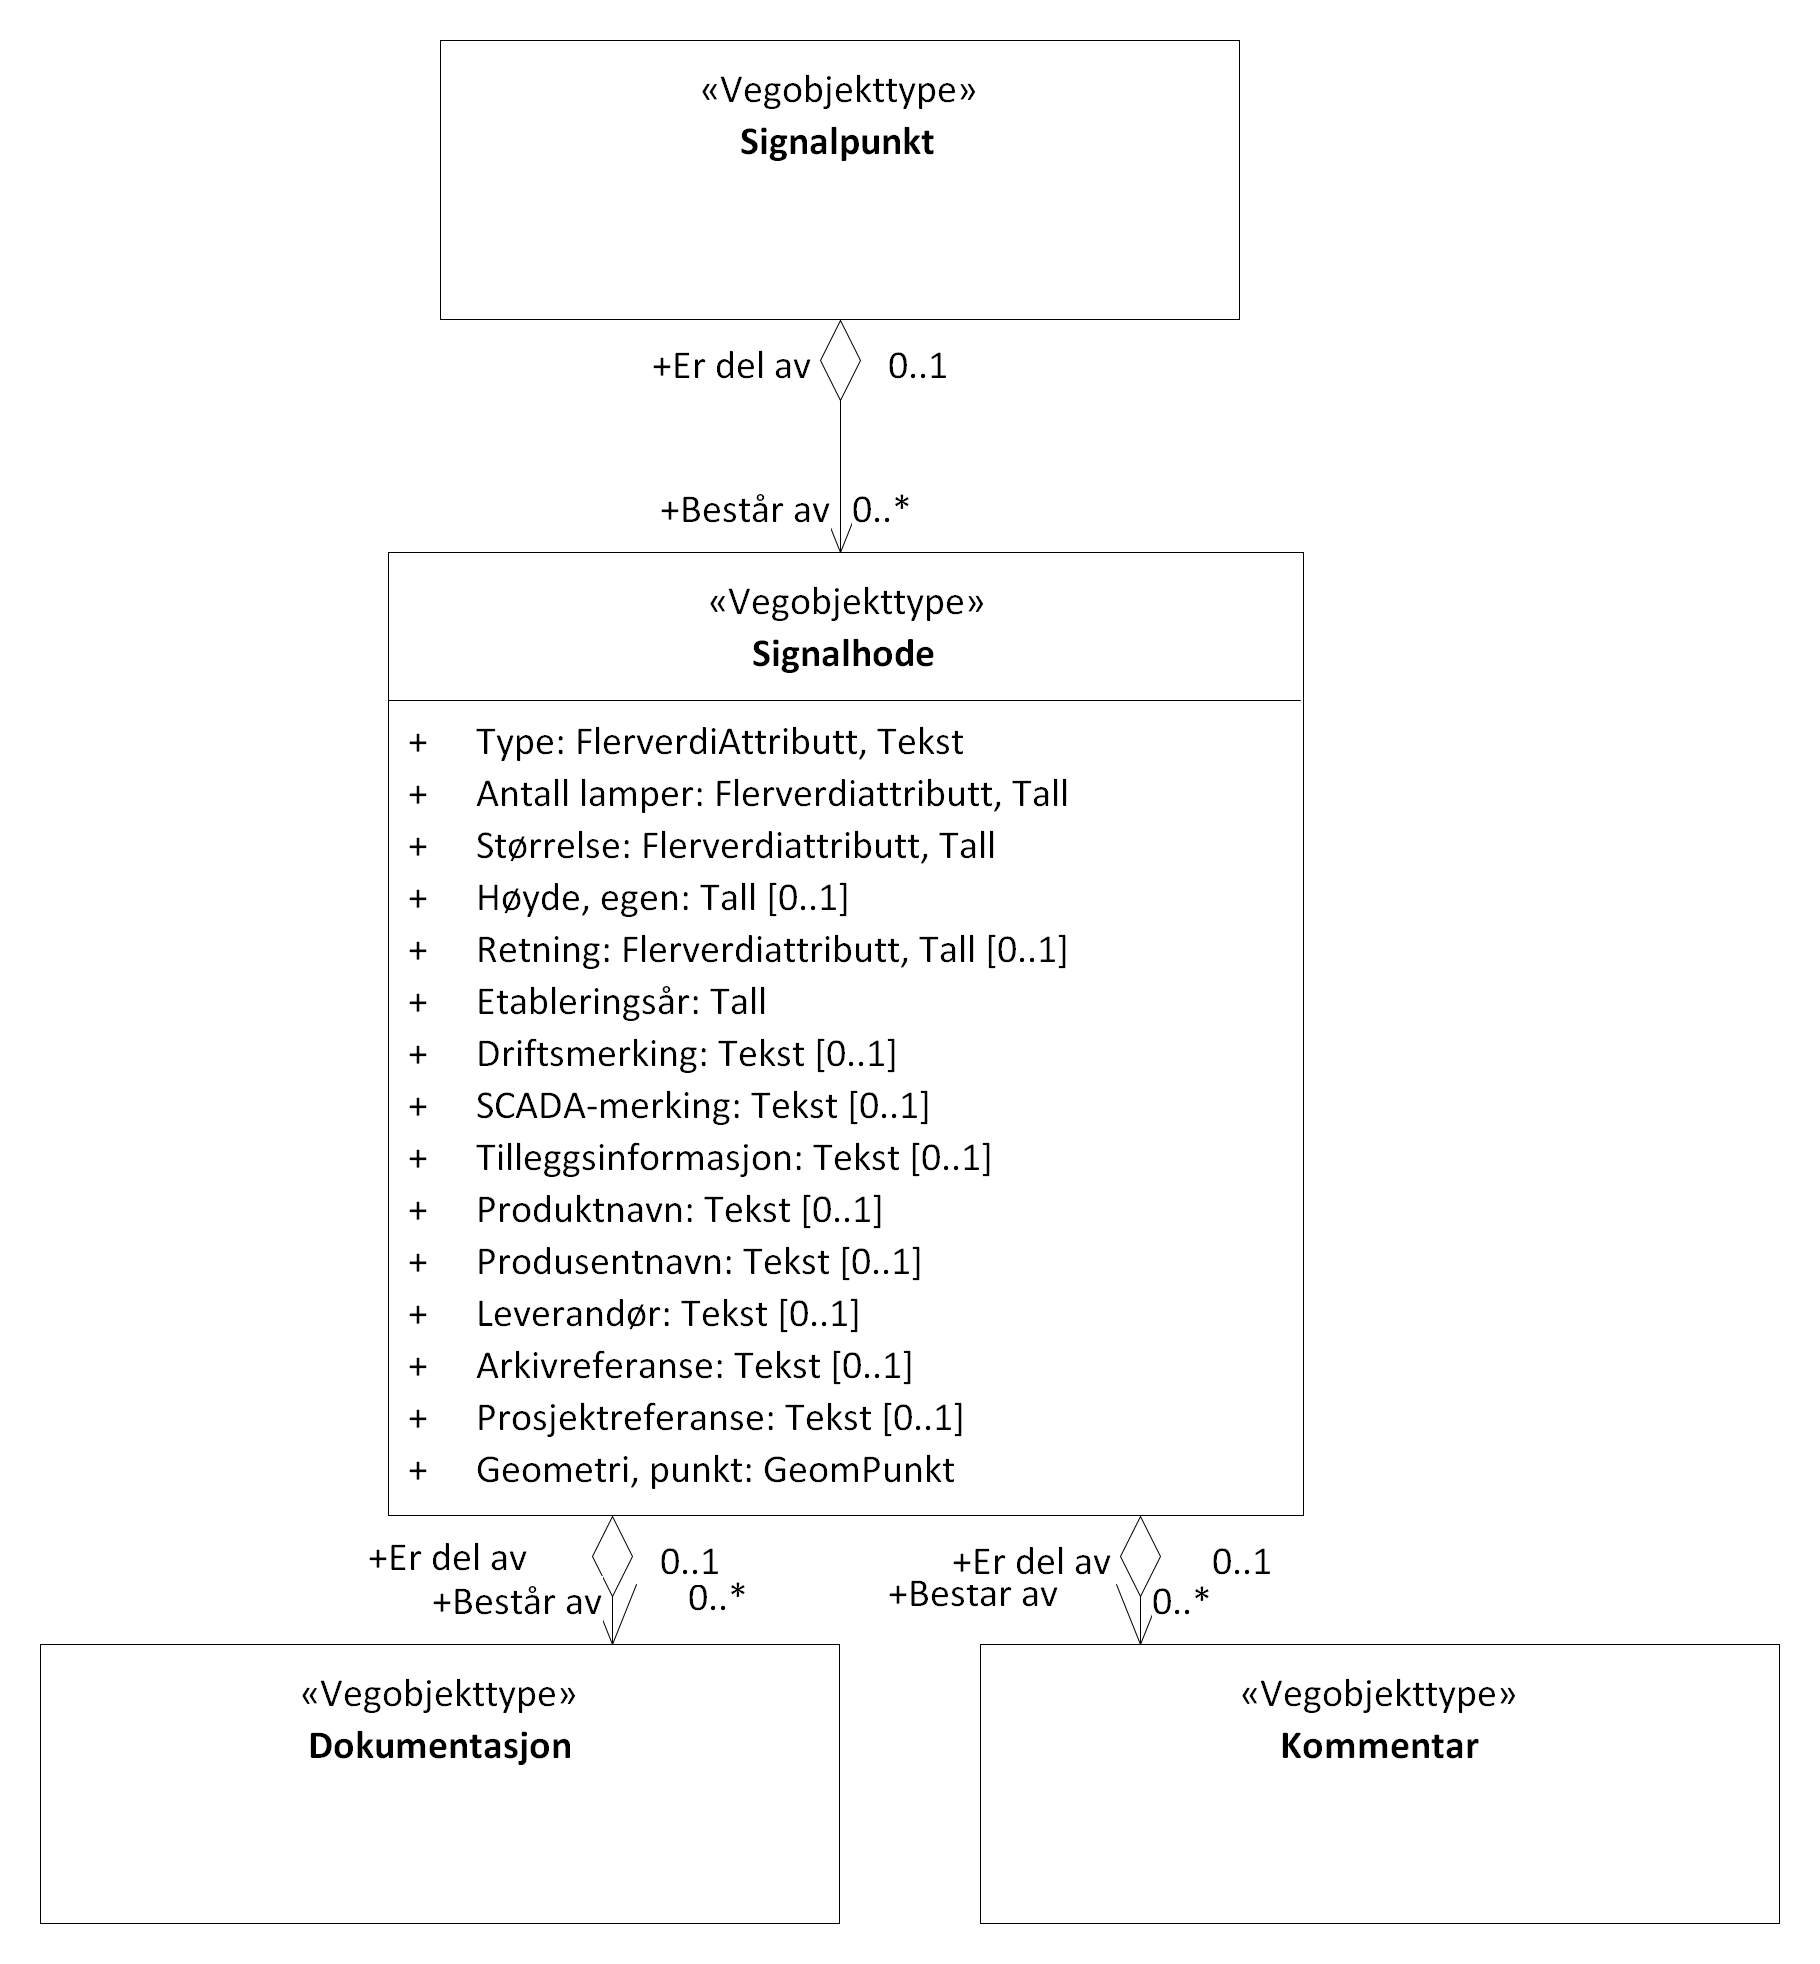 «Vegobjekttype»
Signalpunkt
+Er del av 0..1
+Består av 0..*
«Vegobjekttype»
Signalhode
+ Type: FlerverdiAttributt, Tekst
+ Antall lamper: Flerverdiattributt, Tall
+ Størrelse: Flerverdiattributt, Tall
+ Høyde, egen: Tall [0..1]
+ Retning: Flerverdiattributt, Tall [0..1]
+ Etableringsår: Tall
+ Driftsmerking: Tekst [0..1]
+ SCADA-merking: Tekst [0..1]
+ Tilleggsinformasjon: Tekst [0..1]
+ Produktnavn: Tekst [0..1]
+ Produsentnavn: Tekst [0..1]
+ Leverandør: Tekst [0..1]
+ Arkivreferanse: Tekst [0..1]
+ Prosjektreferanse: Tekst [0..1]
+ Geometri, punkt: GeomPunkt
+Er del av 0..1
+Består av 0..*
+Er del av 0..1
+Bestar av 0..*
«Vegobjekttype»
Dokumentasjon
«Vegobjekttype»
Kommentar